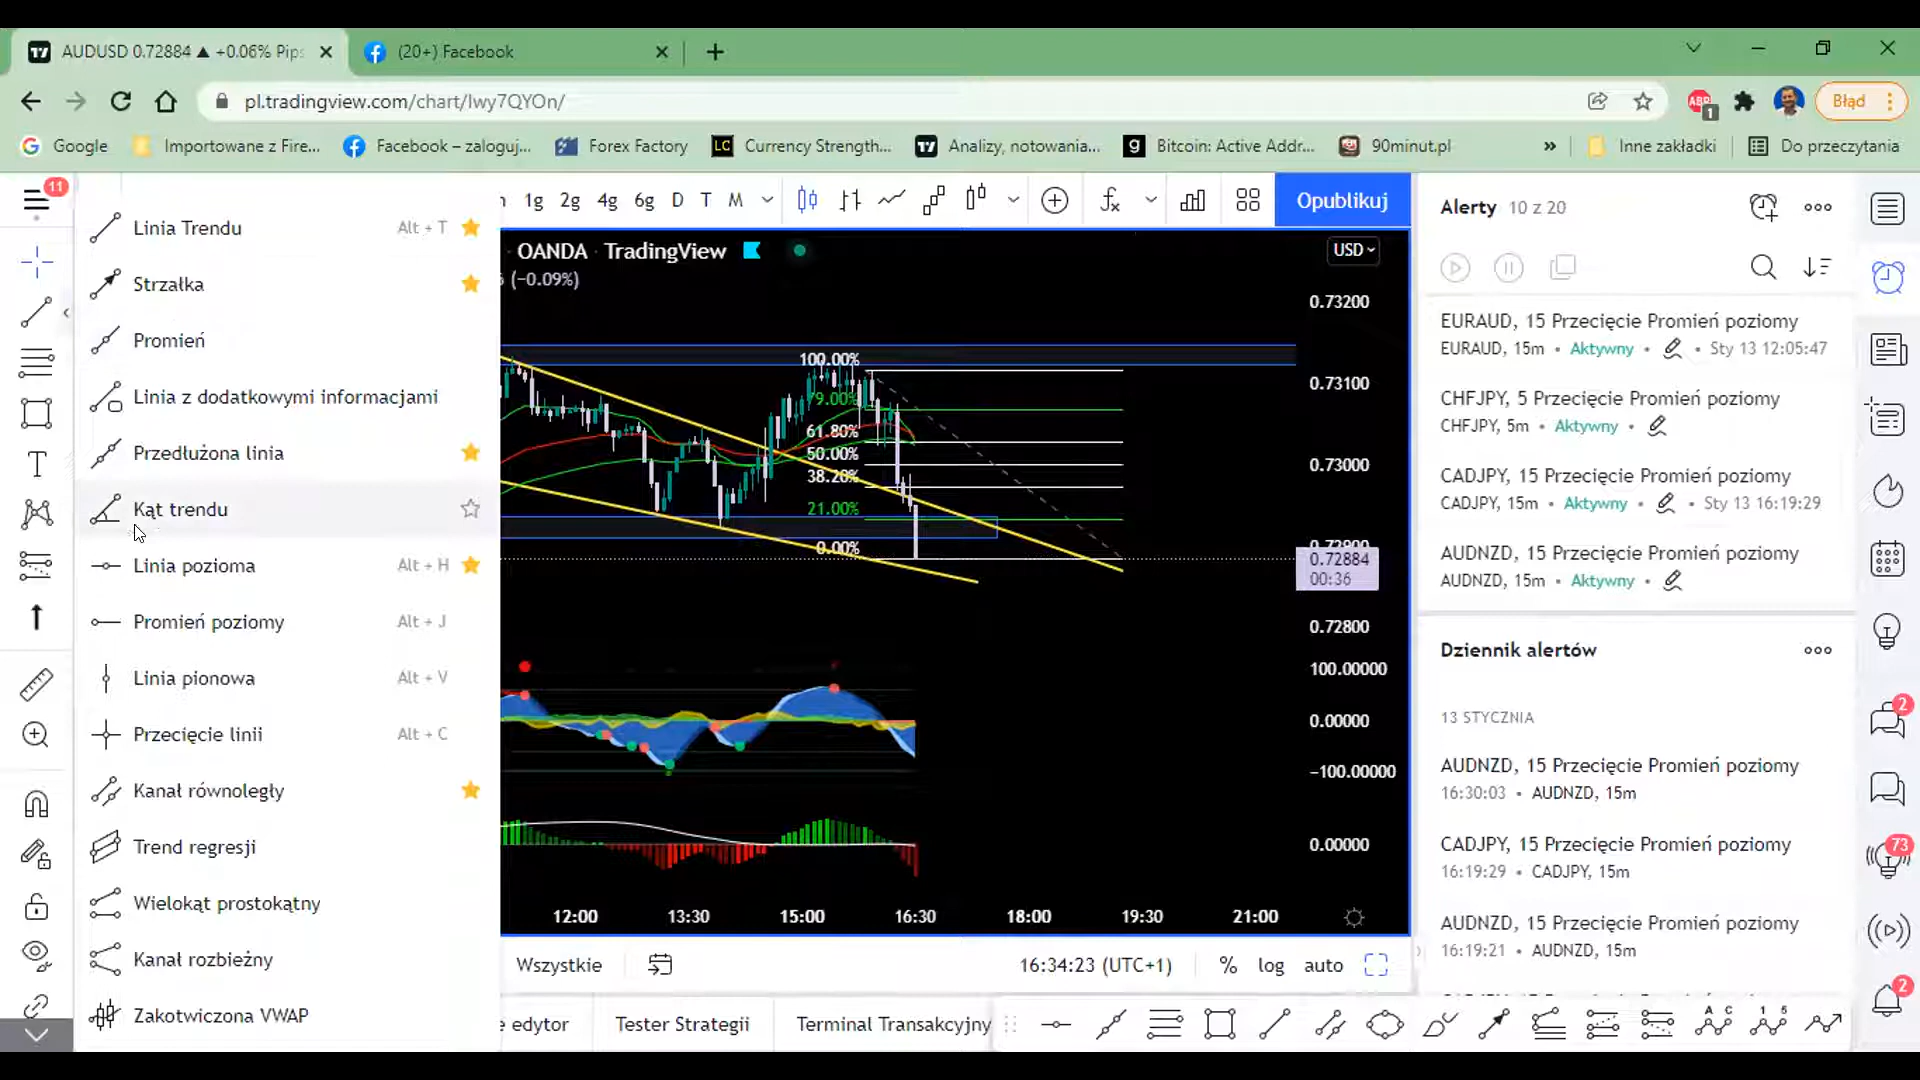 AUDUSD 0.72884 ▲ +0.06% Pips
(20+) Facebook
pl.tradingview.com/chart/lwy7QYOn/
ABP
1
Błąd
Google
Importowane z Fire...
Facebook – zaloguj...
Forex Factory
LC Currency Strength...
Analizy, notowania...
Bitcoin: Active Addr...
90minut.pl
»
Inne zakładki
Do przeczytania
11
1g 2g 4g 6g D T M
Opublikuj
Linia Trendu Alt + T
Strzałka
Promień
Linia z dodatkowymi informacjami
Przedłużona linia
Kąt trendu
Linia pozioma Alt + H
Promień poziomy Alt + J
Linia pionowa Alt + V
Przecięcie linii Alt + C
Kanał równoległy
Trend regresji
Wielokąt prostokątny
Kanał rozbieżny
Zakotwiczona VWAP
OANDA · TradingView
(−0.09%)
USD
100.00%
79.00%
61.80%
50.00%
38.20%
21.00%
0.00%
0.73200
0.73100
0.73000
0.72900
0.72884
00:36
0.72800
100.00000
0.00000
−100.00000
0.00000
12:00 13:30 15:00 16:30 18:00 19:30 21:00
Wszystkie
16:34:23 (UTC+1) % log auto
edytor
Tester Strategii
Terminal Transakcyjny
Alerty 10 z 20
EURAUD, 15 Przecięcie Promień poziomy
EURAUD, 15m • Aktywny • • Sty 13 12:05:47
CHFJPY, 5 Przecięcie Promień poziomy
CHFJPY, 5m • Aktywny •
CADJPY, 15 Przecięcie Promień poziomy
CADJPY, 15m • Aktywny • • Sty 13 16:19:29
AUDNZD, 15 Przecięcie Promień poziomy
AUDNZD, 15m • Aktywny •
Dziennik alertów
13 STYCZNIA
AUDNZD, 15 Przecięcie Promień poziomy
16:30:03 • AUDNZD, 15m
CADJPY, 15 Przecięcie Promień poziomy
16:19:29 • CADJPY, 15m
AUDNZD, 15 Przecięcie Promień poziomy
16:19:21 • AUDNZD, 15m
2
73
2